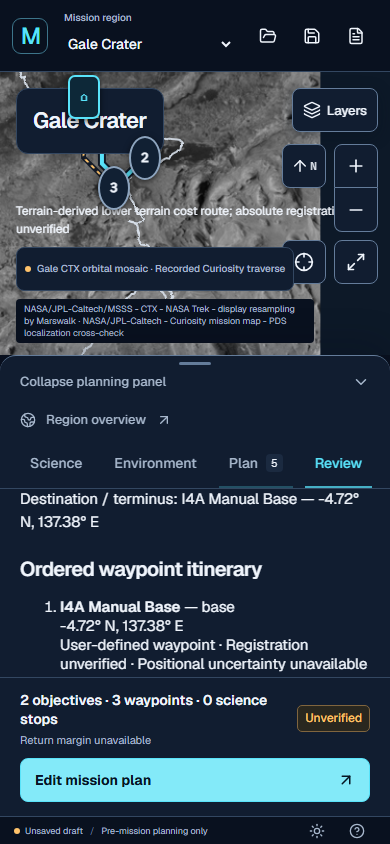 M
Mission region
Gale Crater
Gale Crater
Layers
2
N
3
Terrain-derived lower terrain cost route; absolute registrati
unverified
Gale CTX orbital mosaic · Recorded Curiosity traverse
NASA/JPL-Caltech/MSSS - CTX - NASA Trek - display resampling
by Marswalk · NASA/JPL-Caltech - Curiosity mission map - PDS
localization cross-check
Collapse planning panel
Region overview
Science
Environment
Plan 5
Review
Destination / terminus: I4A Manual Base — -4.72°
N, 137.38° E
Ordered waypoint itinerary
1. I4A Manual Base — base
-4.72° N, 137.38° E
User-defined waypoint · Registration
unverified · Positional uncertainty unavailable
2 objectives · 3 waypoints · 0 science
stops
Unverified
Return margin unavailable
Edit mission plan
Unsaved draft / Pre-mission planning only